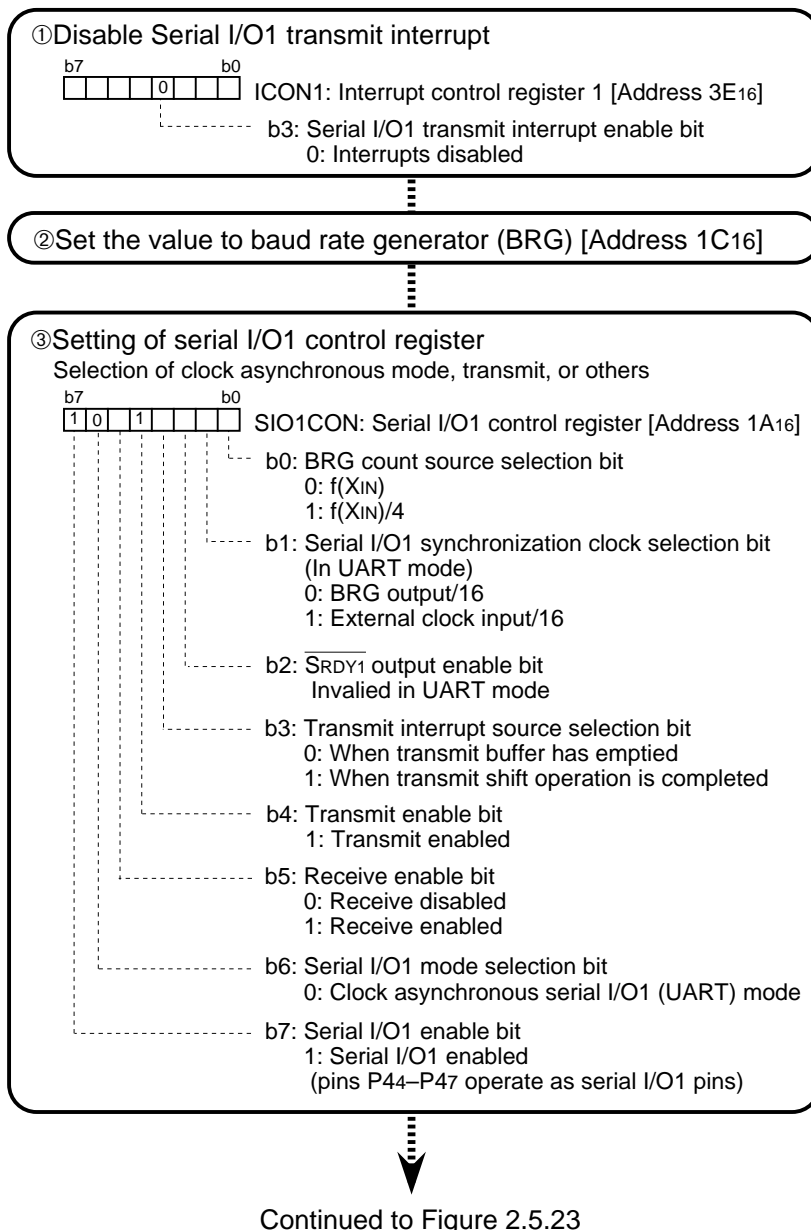 ①Disable Serial I/O1 transmit interrupt
b7 b0
0 ICON1: Interrupt control register 1 [Address 3E16]
b3: Serial I/O1 transmit interrupt enable bit
0: Interrupts disabled
②Set the value to baud rate generator (BRG) [Address 1C16]
③Setting of serial I/O1 control register
Selection of clock asynchronous mode, transmit, or others
b7 b0
1 0 1 SIO1CON: Serial I/O1 control register [Address 1A16]
b0: BRG count source selection bit
0: f(XIN)
1: f(XIN)/4
b1: Serial I/O1 synchronization clock selection bit
(In UART mode)
0: BRG output/16
1: External clock input/16
b2: SRDY1 output enable bit
Invalied in UART mode
b3: Transmit interrupt source selection bit
0: When transmit buffer has emptied
1: When transmit shift operation is completed
b4: Transmit enable bit
1: Transmit enabled
b5: Receive enable bit
0: Receive disabled
1: Receive enabled
b6: Serial I/O1 mode selection bit
0: Clock asynchronous serial I/O1 (UART) mode
b7: Serial I/O1 enable bit
1: Serial I/O1 enabled
(pins P44–P47 operate as serial I/O1 pins)
Continued to Figure 2.5.23